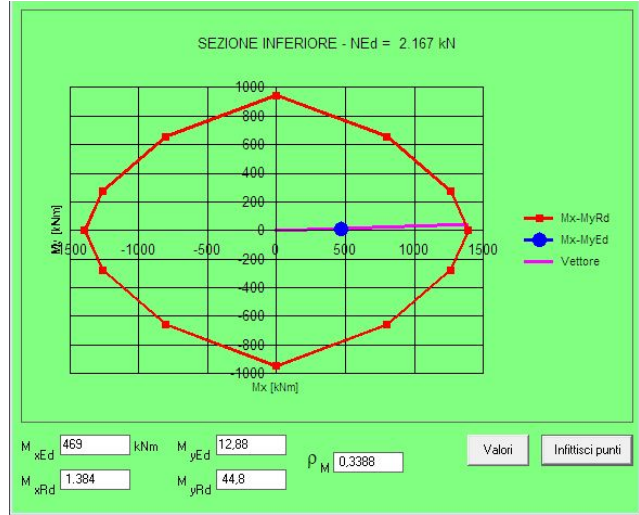 SEZIONE INFERIORE - NEd = 2.167 kN
1000
800
600
400
200
0
-200
-400
-600
-800
-1000
-1500 -1000 -500 0 500 1000 1500
Mx [kNm]
Mx-MyRd
Mx-MyEd
Vettore
M xEd 469 kNm M yEd 12,88
ρ M 0,3388
Valori Infittisci punti
M xRd 1.384 M yRd 44,8